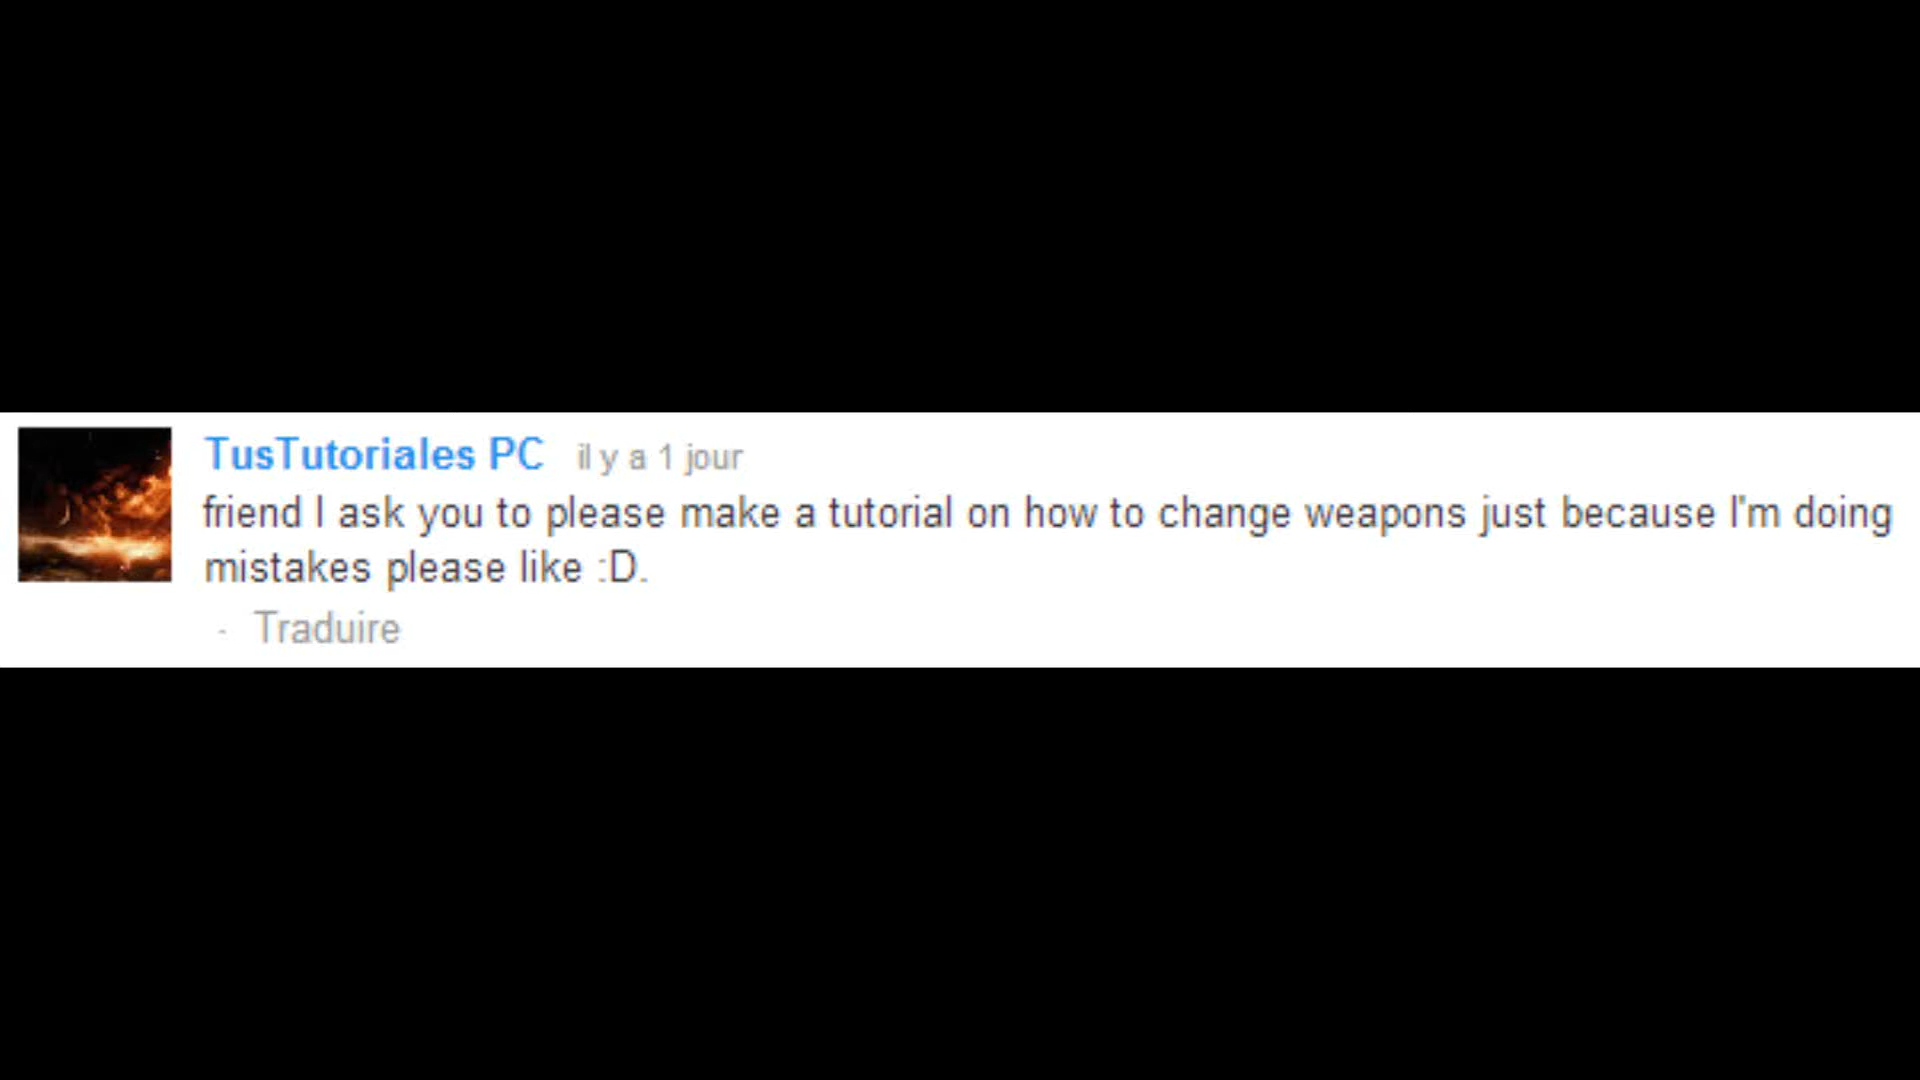 TusTutoriales PC il y a 1 jour
friend I ask you to please make a tutorial on how to change weapons just because I'm doing
mistakes please like :D.
- Traduire